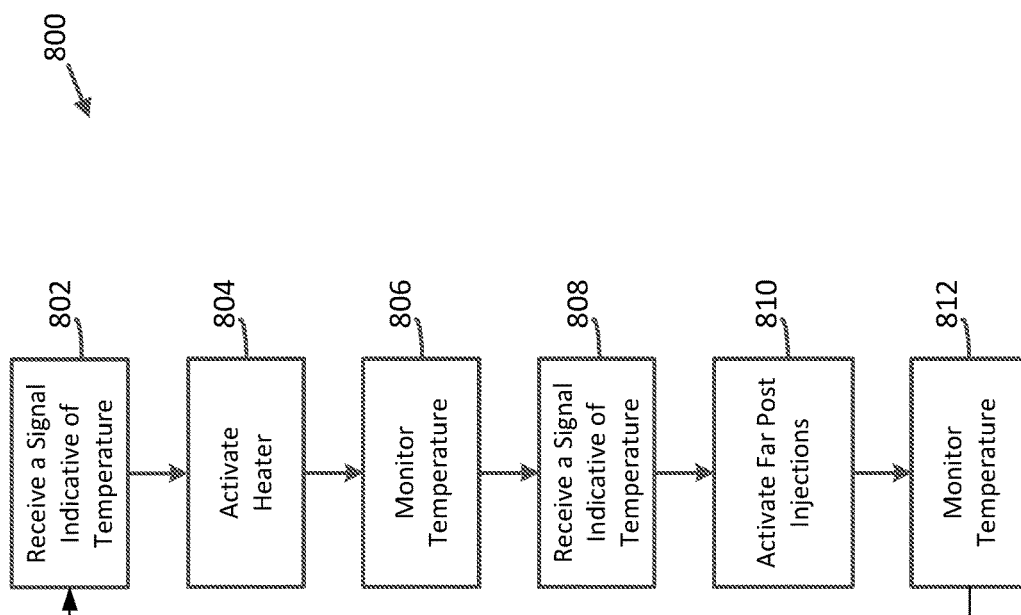 800
Receive a Signal
Indicative of
Temperature
802
Activate
Heater
804
Monitor
Temperature
806
Receive a Signal
Indicative of
Temperature
808
Activate Far Post
Injections
810
Monitor
Temperature
812